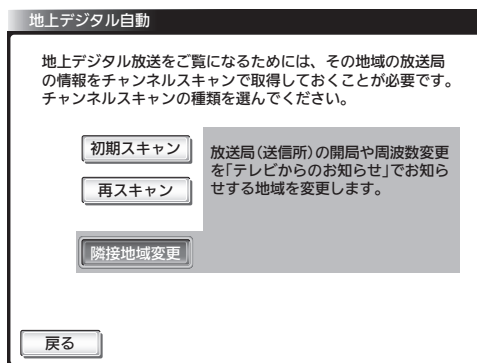 地上デジタル自動
地上デジタル放送をご覧になるためには、その地域の放送局
の情報をチャンネルスキャンで取得しておくことが必要です。
チャンネルスキャンの種類を選んでください。
初期スキャン
再スキャン
隣接地域変更
放送局(送信所)の開局や周波数変更
を「テレビからのお知らせ」でお知ら
せする地域を変更します。
戻る